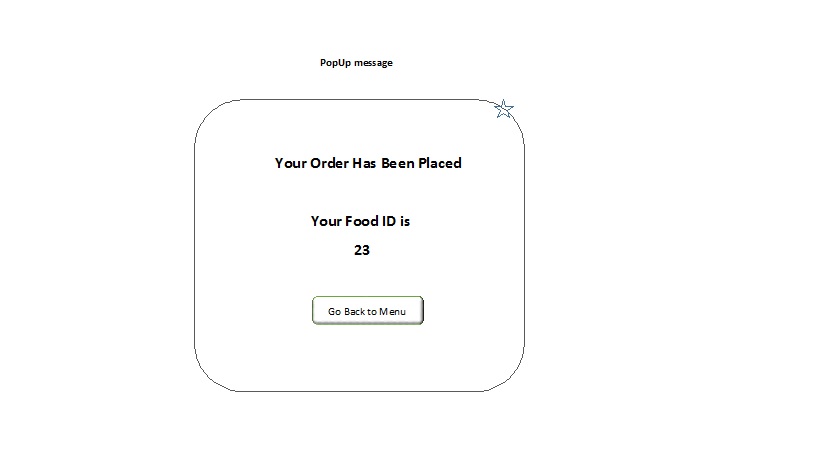 PopUp message
Your Order Has Been Placed
Your Food ID is
23
Go Back to Menu